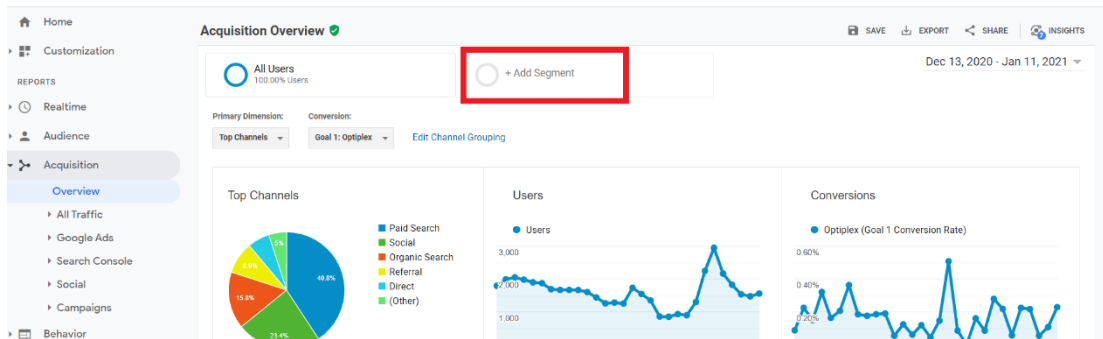 Home
Customization
REPORTS
Realtime
Audience
Acquisition
Overview
All Traffic
Google Ads
Search Console
Social
Campaigns
Behavior
Acquisition Overview
SAVE EXPORT SHARE INSIGHTS
7
All Users
100.00% Users
+ Add Segment
Dec 13, 2020 - Jan 11, 2021
Primary Dimension: Conversion:
Top Channels Goal 1: Optiplex Edit Channel Grouping
Top Channels
Paid Search
Social
Organic Search
Referral
Direct
(Other)
5%
15.8%
23.4%
Users
Users
3,000
2,000
1,000
Conversions
Optiplex (Goal 1 Conversion Rate)
0.60%
0.40%
0.20%